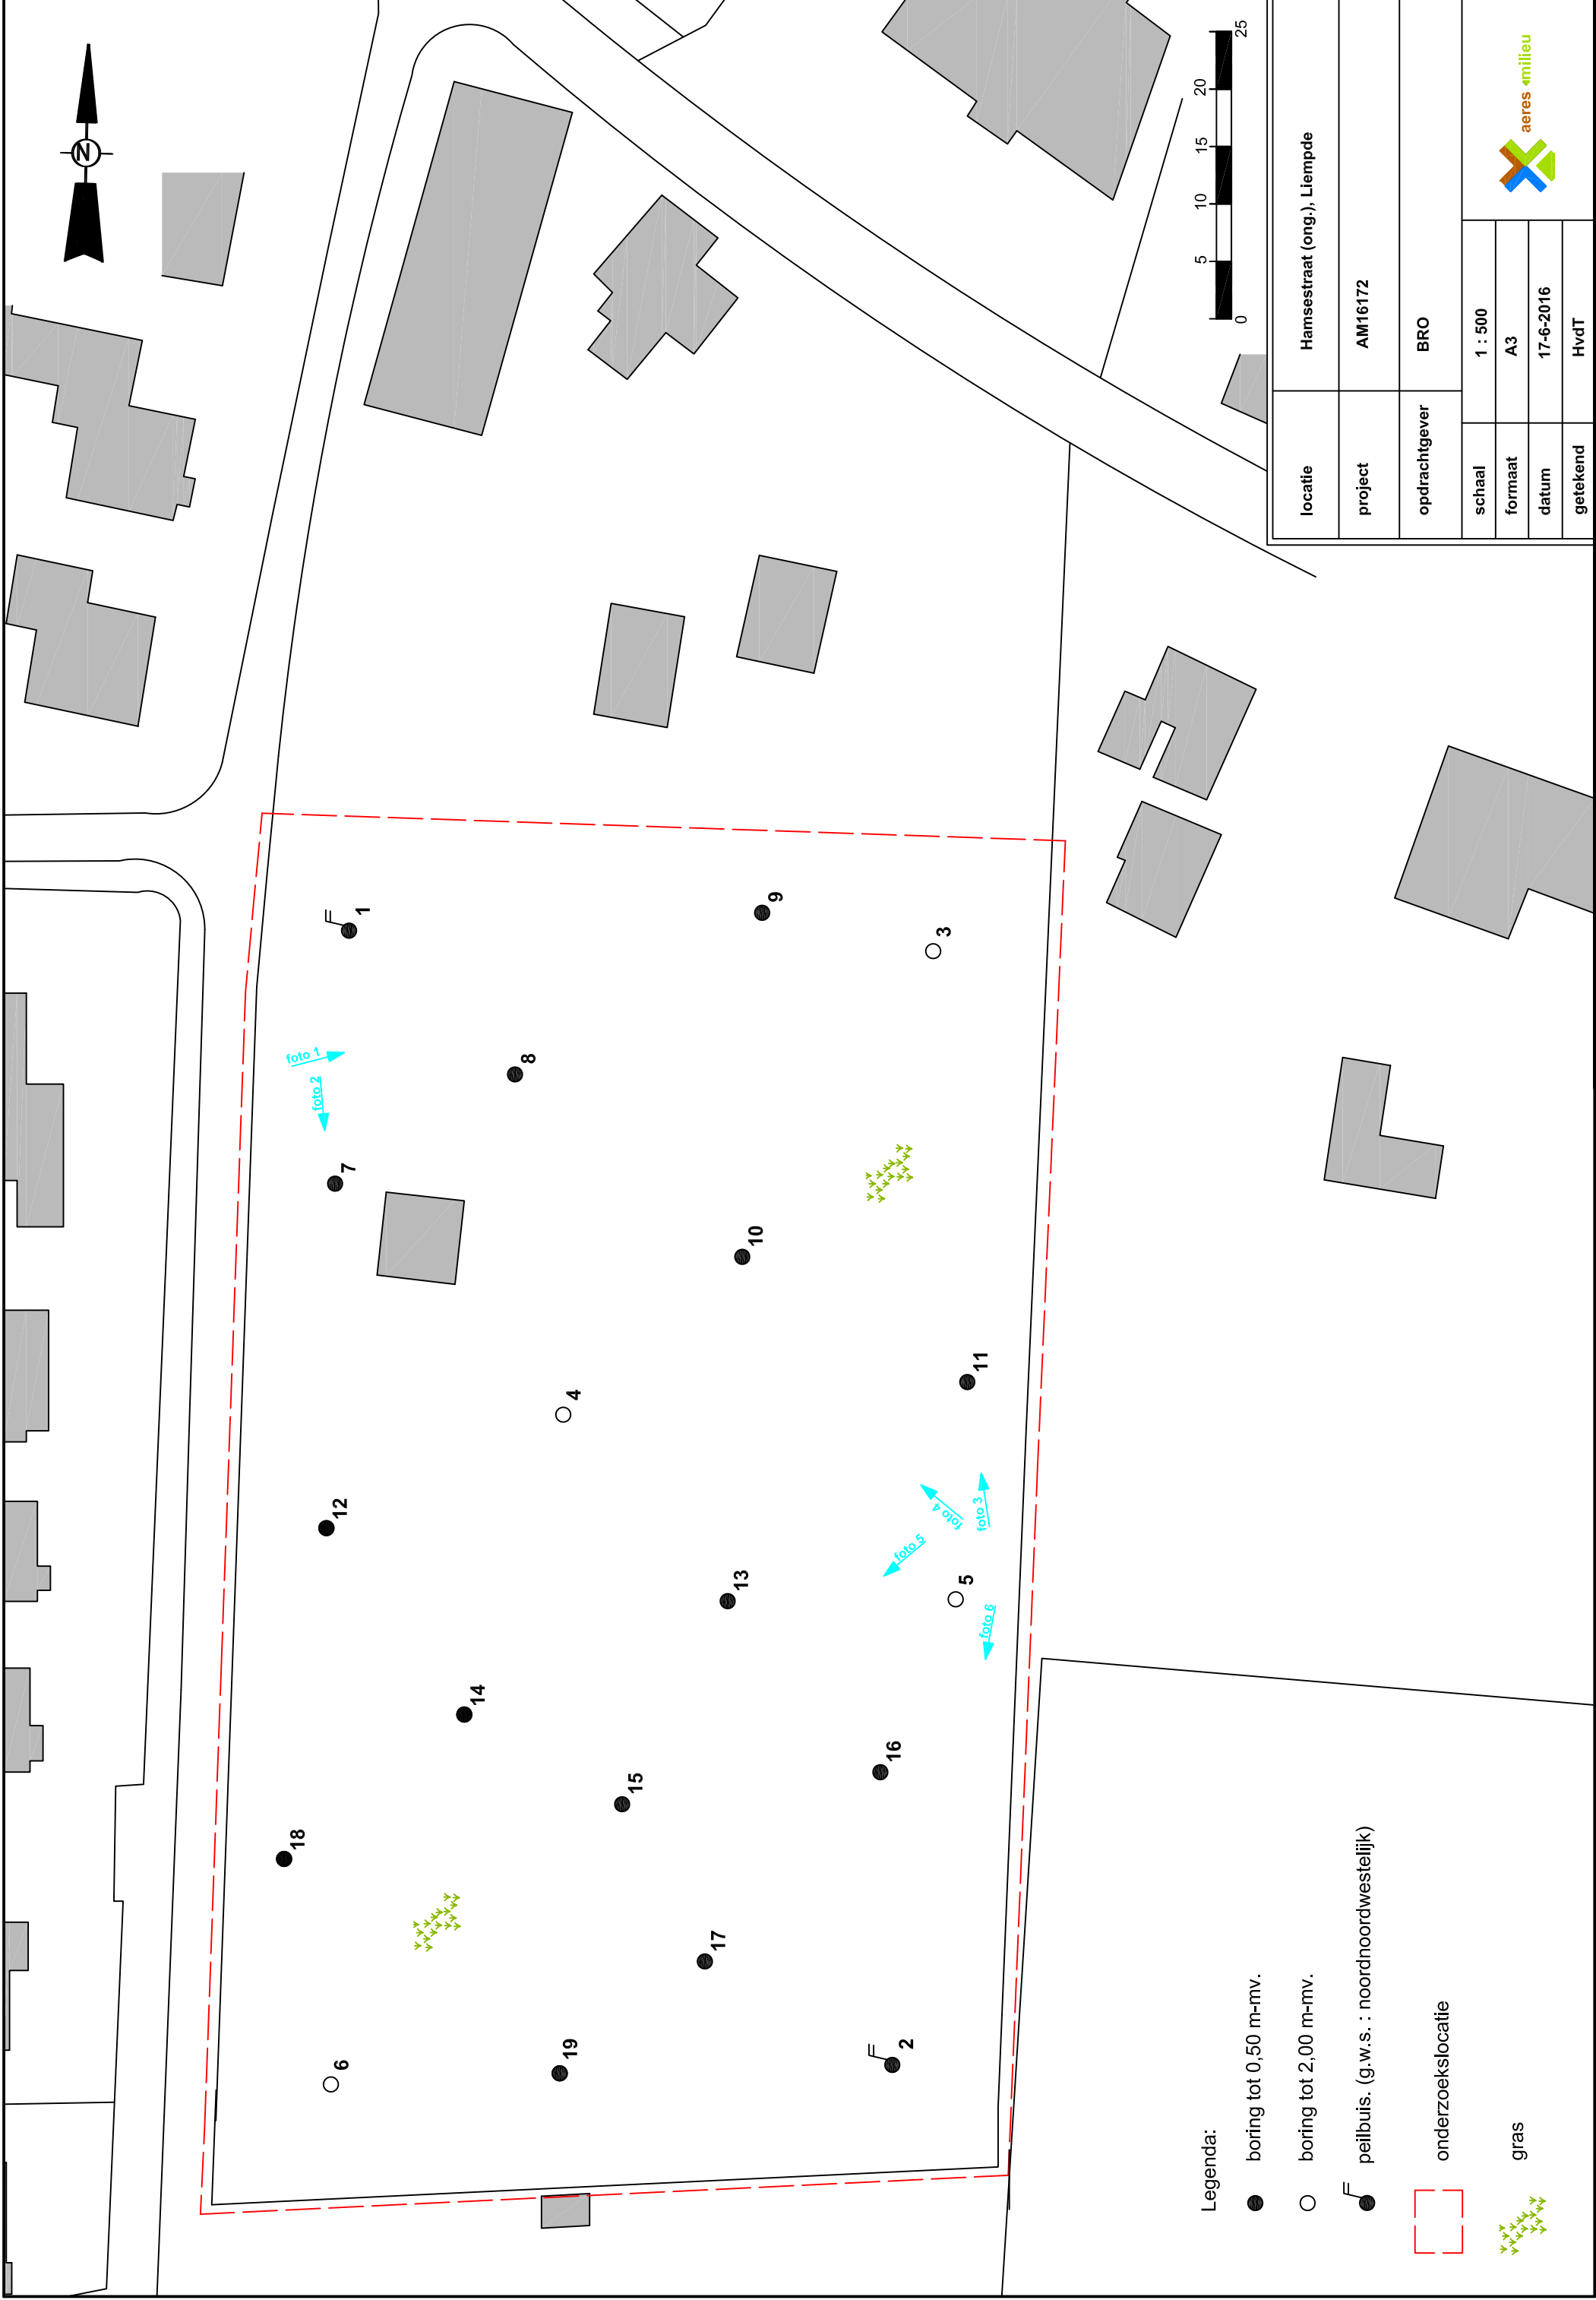 N
foto 1
foto 2
foto 3
foto 4
foto 5
foto 6
1
2
3
4
5
6
7
8
9
10
11
12
13
14
15
16
17
18
19
Legenda:
boring tot 0,50 m-mv.
boring tot 2,00 m-mv.
peilbuis. (g.w.s. : noordnoordwestelijk)
onderzoekslocatie
gras
0 5 10 15 20 25
locatie Hamsestraat (ong.), Liempde
project AM16172
opdrachtgever BRO
schaal 1 : 500
formaat A3
datum 17-6-2016
getekend HvdT
aeres milieu